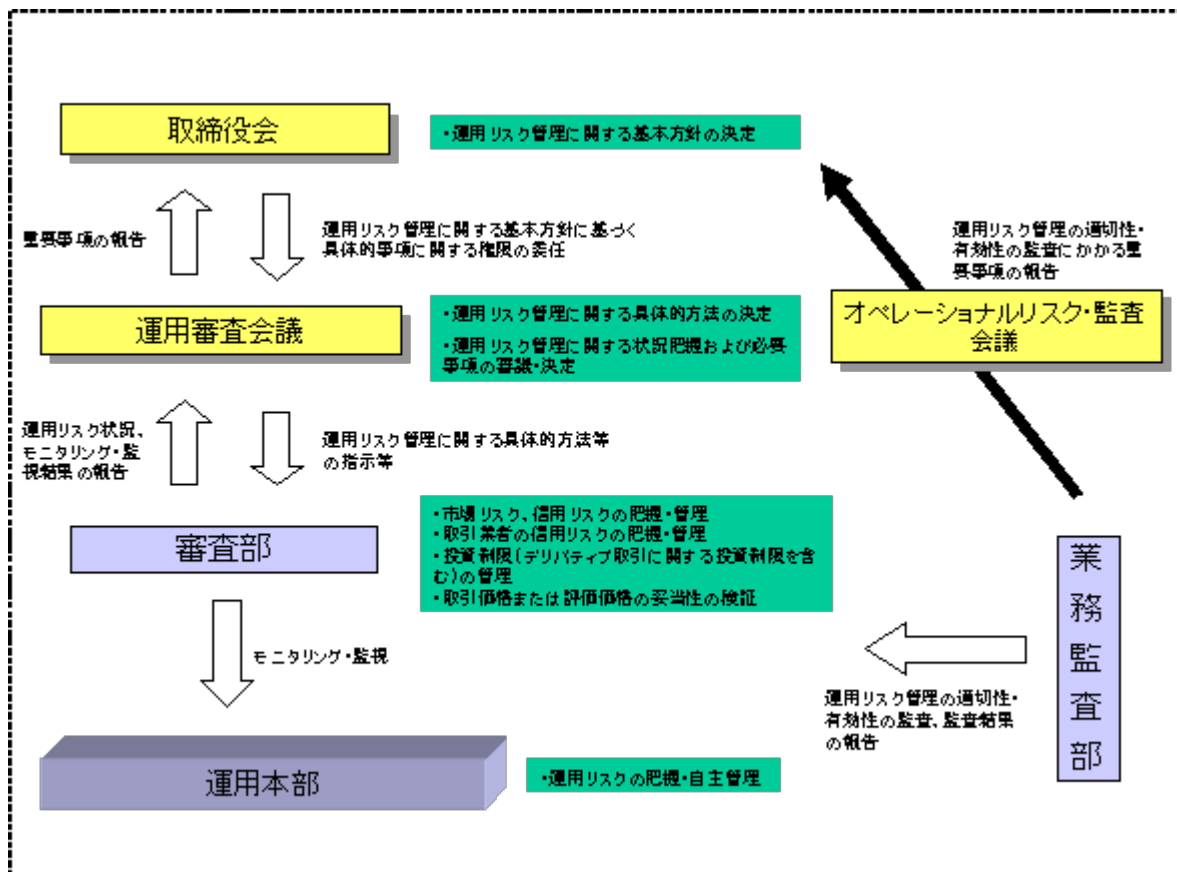 取締役会
・運用リスク管理に関する基本方針の決定
重要事項の報告
運用リスク管理に関する基本方針に基づく
具体的事項に関する権限の委任
運用リスク管理の適切性・
有効性の監査にかかる重
要事項の報告
運用審査会議
・運用リスク管理に関する具体的方法の決定
・運用リスク管理に関する状況把握および必要
事項の審議・決定
オペレーショナルリスク・監査
会議
運用リスク状況、
モニタリング・監
視結果の報告
運用リスク管理に関する具体的方法等
の指示等
審査部
・市場リスク、信用リスクの把握・管理
・取引業者の信用リスクの把握・管理
・投資制限(デリバティブ取引に関する投資制限を含
む)の管理
・取引価格または評価価格の妥当性の検証
業務監査部
モニタリング・監視
運用リスク管理の適切性・
有効性の監査、監査結果
の報告
運用本部
・運用リスクの把握・自主管理